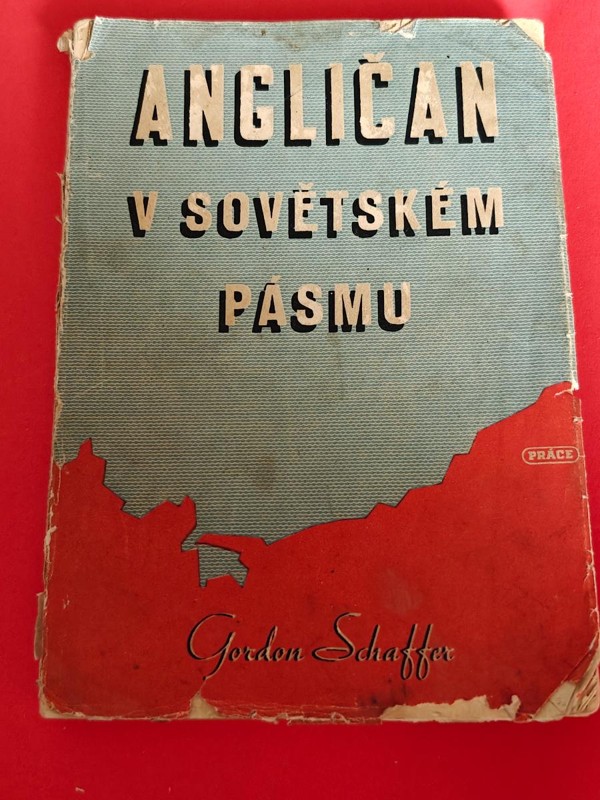 ANGLIČAN
V SOVĚTSKÉM
PÁSMU
PRÁCE
Gordon Schaffer